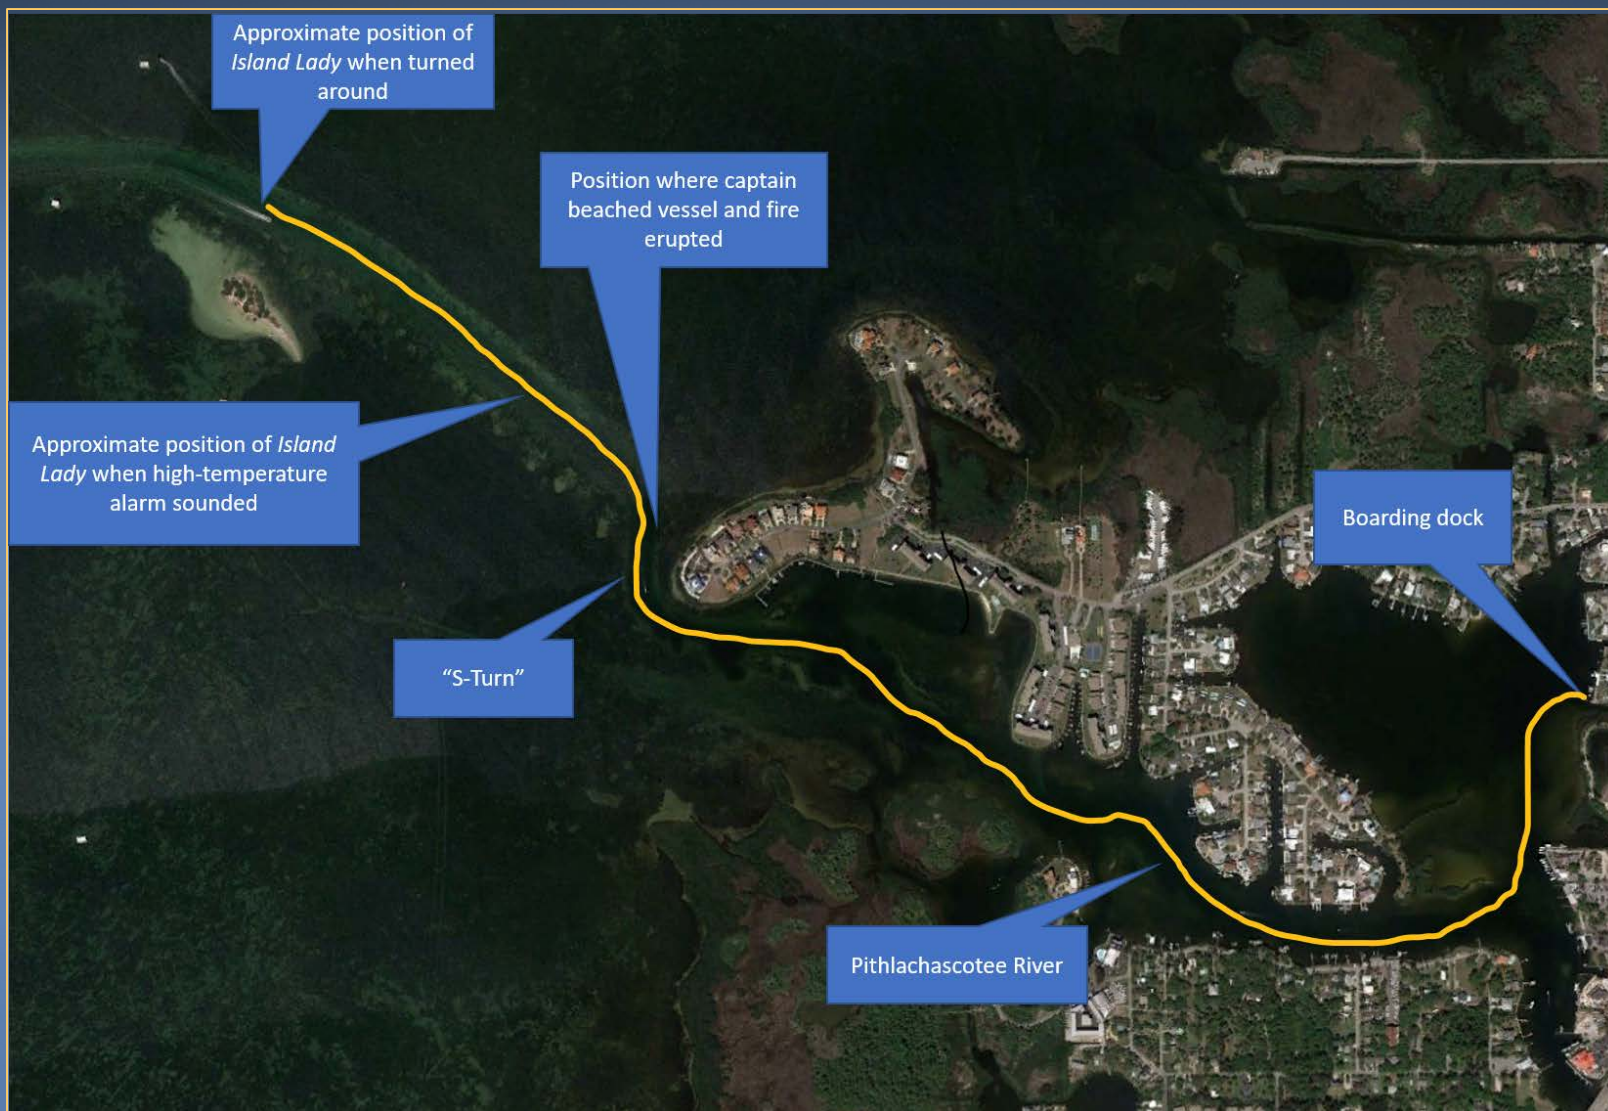 Approximate position of
Island Lady when turned
around
Position where captain
beached vessel and fire
erupted
Approximate position of Island
Lady when high-temperature
alarm sounded
Boarding dock
“S-Turn”
Pithlachascotee River